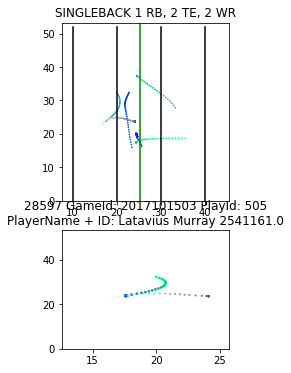 SINGLEBACK 1 RB, 2 TE, 2 WR
50
40
30
20
10
0
10 20 30 40
28597 GameId: 2017101503 PlayId: 505
PlayerName + ID: Latavius Murray 2541161.0
40
20
0
15 20 25